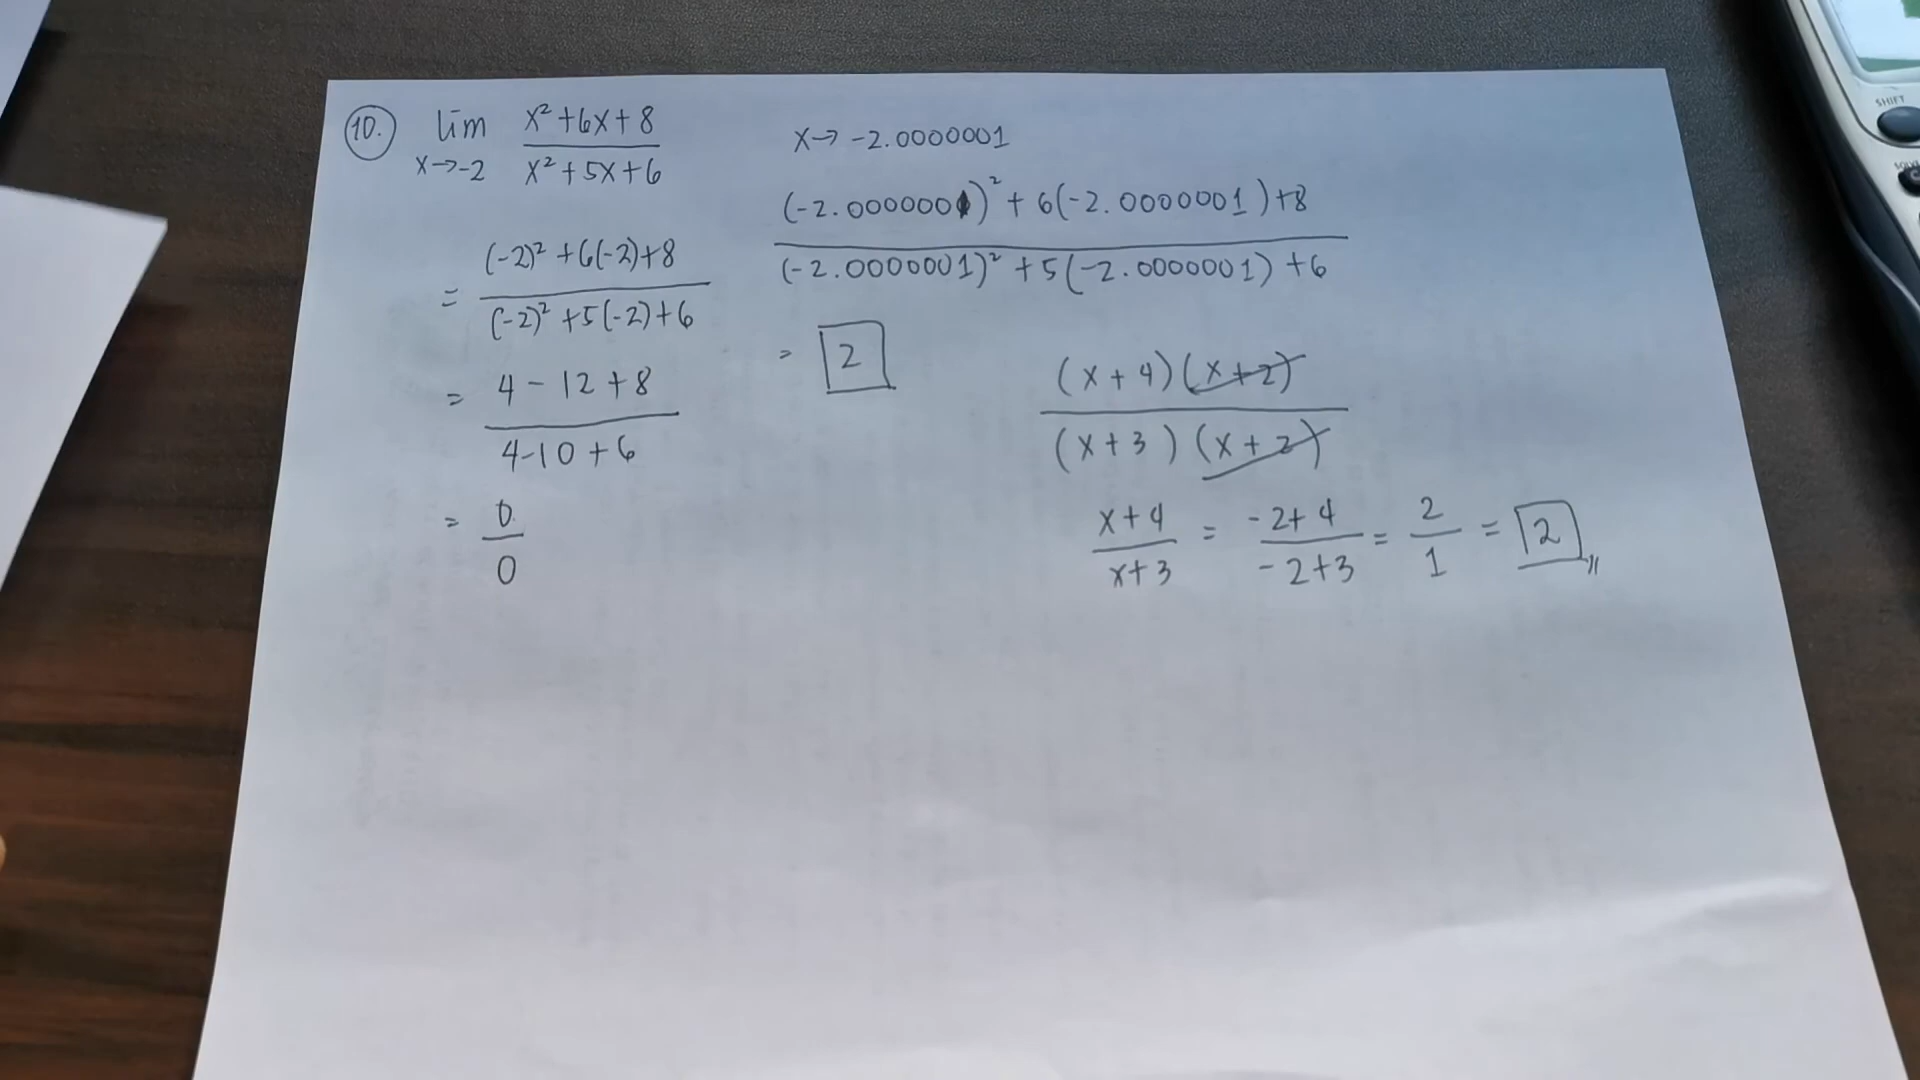 10. lim x→-2 (x² + 6x + 8)/(x² + 5x + 6)
= ((-2)² + 6(-2) + 8)/((-2)² + 5(-2) + 6)
= (4 - 12 + 8)/(4 - 10 + 6)
= 0/0
x → -2.0000001
((-2.0000001)² + 6(-2.0000001) + 8)/((-2.0000001)² + 5(-2.0000001) + 6)
= 2
(x + 4)(x + 2)/(x + 3)(x + 2)
(x + 4)/(x + 3) = (-2 + 4)/(-2 + 3) = 2/1 = 2
SHIFT